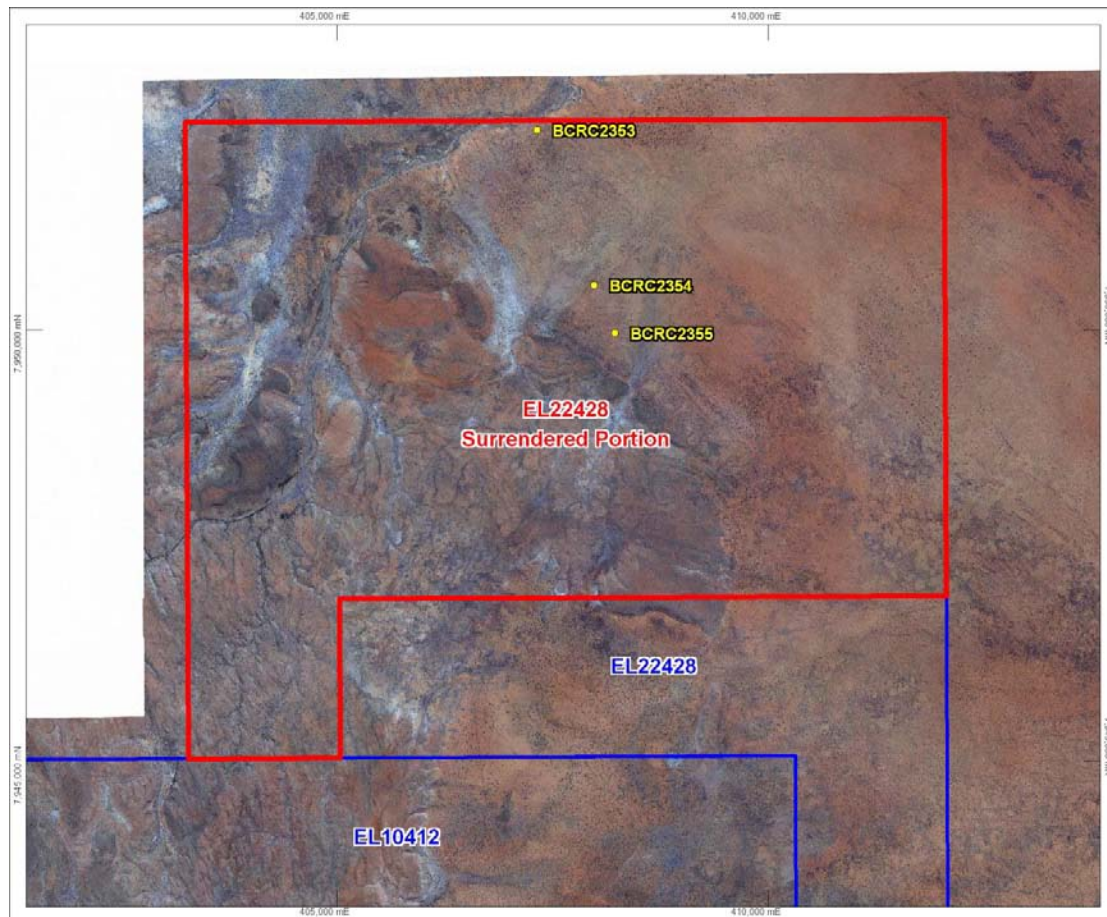 405,000 mE
410,000 mE
BCRC2353
BCRC2354
BCRC2355
7,950,000 mN
EL22428
Surrendered Portion
EL22428
7,945,000 mN
EL10412
405,000 mE
410,000 mE